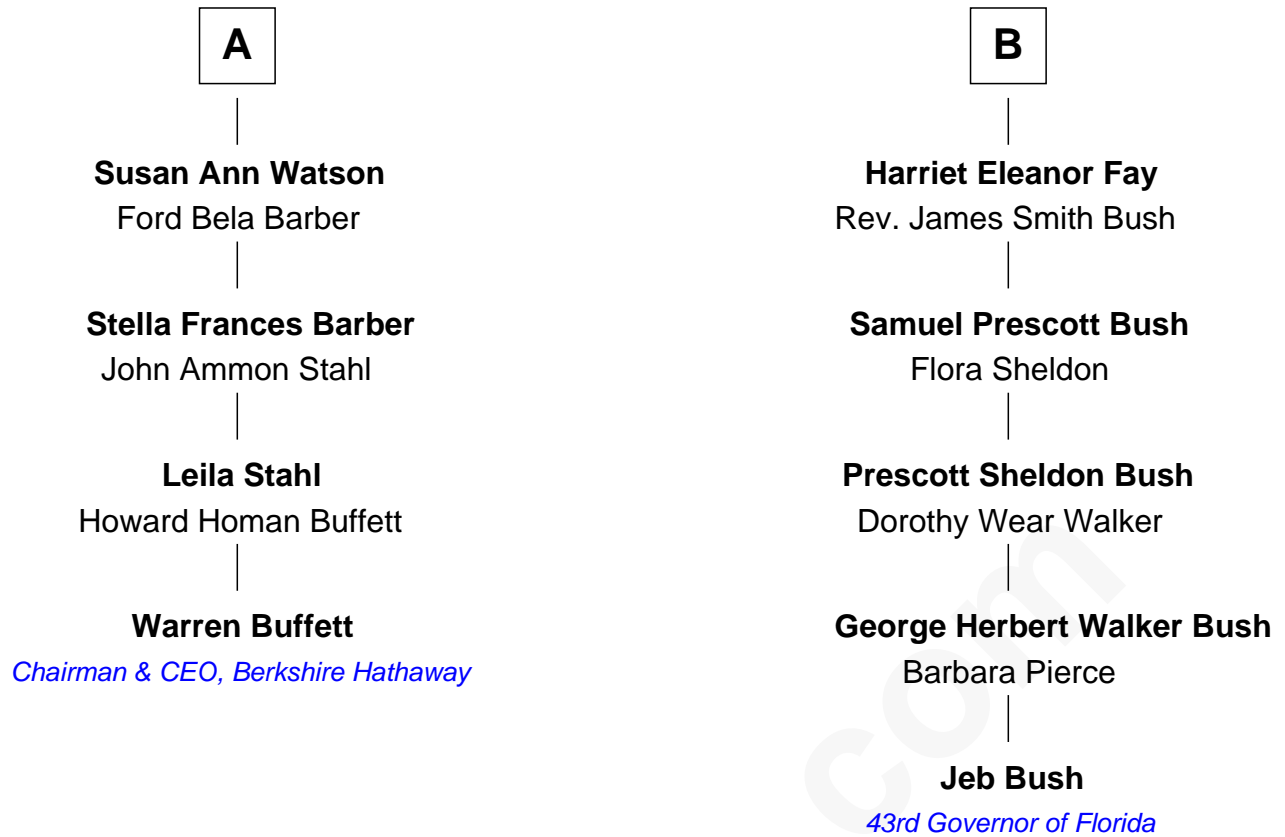 A
Susan Ann Watson
Ford Bela Barber
Stella Frances Barber
John Ammon Stahl
Leila Stahl
Howard Homan Buffett
Warren Buffett
Chairman & CEO, Berkshire Hathaway
B
Harriet Eleanor Fay
Rev. James Smith Bush
Samuel Prescott Bush
Flora Sheldon
Prescott Sheldon Bush
Dorothy Wear Walker
George Herbert Walker Bush
Barbara Pierce
Jeb Bush
43rd Governor of Florida
com